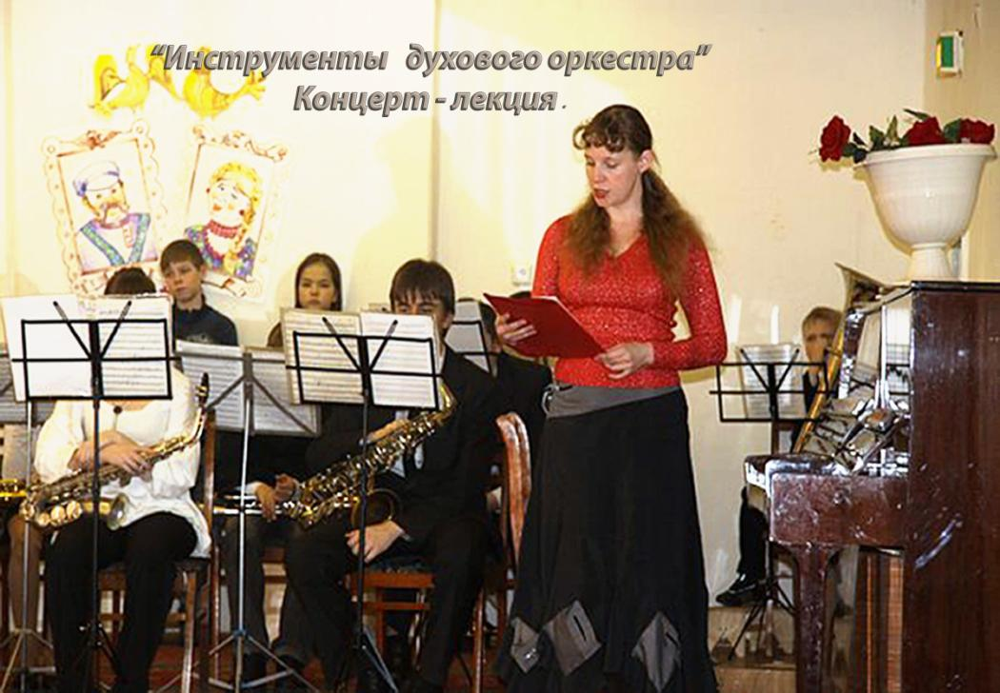 “Инструменты духового оркестра”
Концерт - лекция .